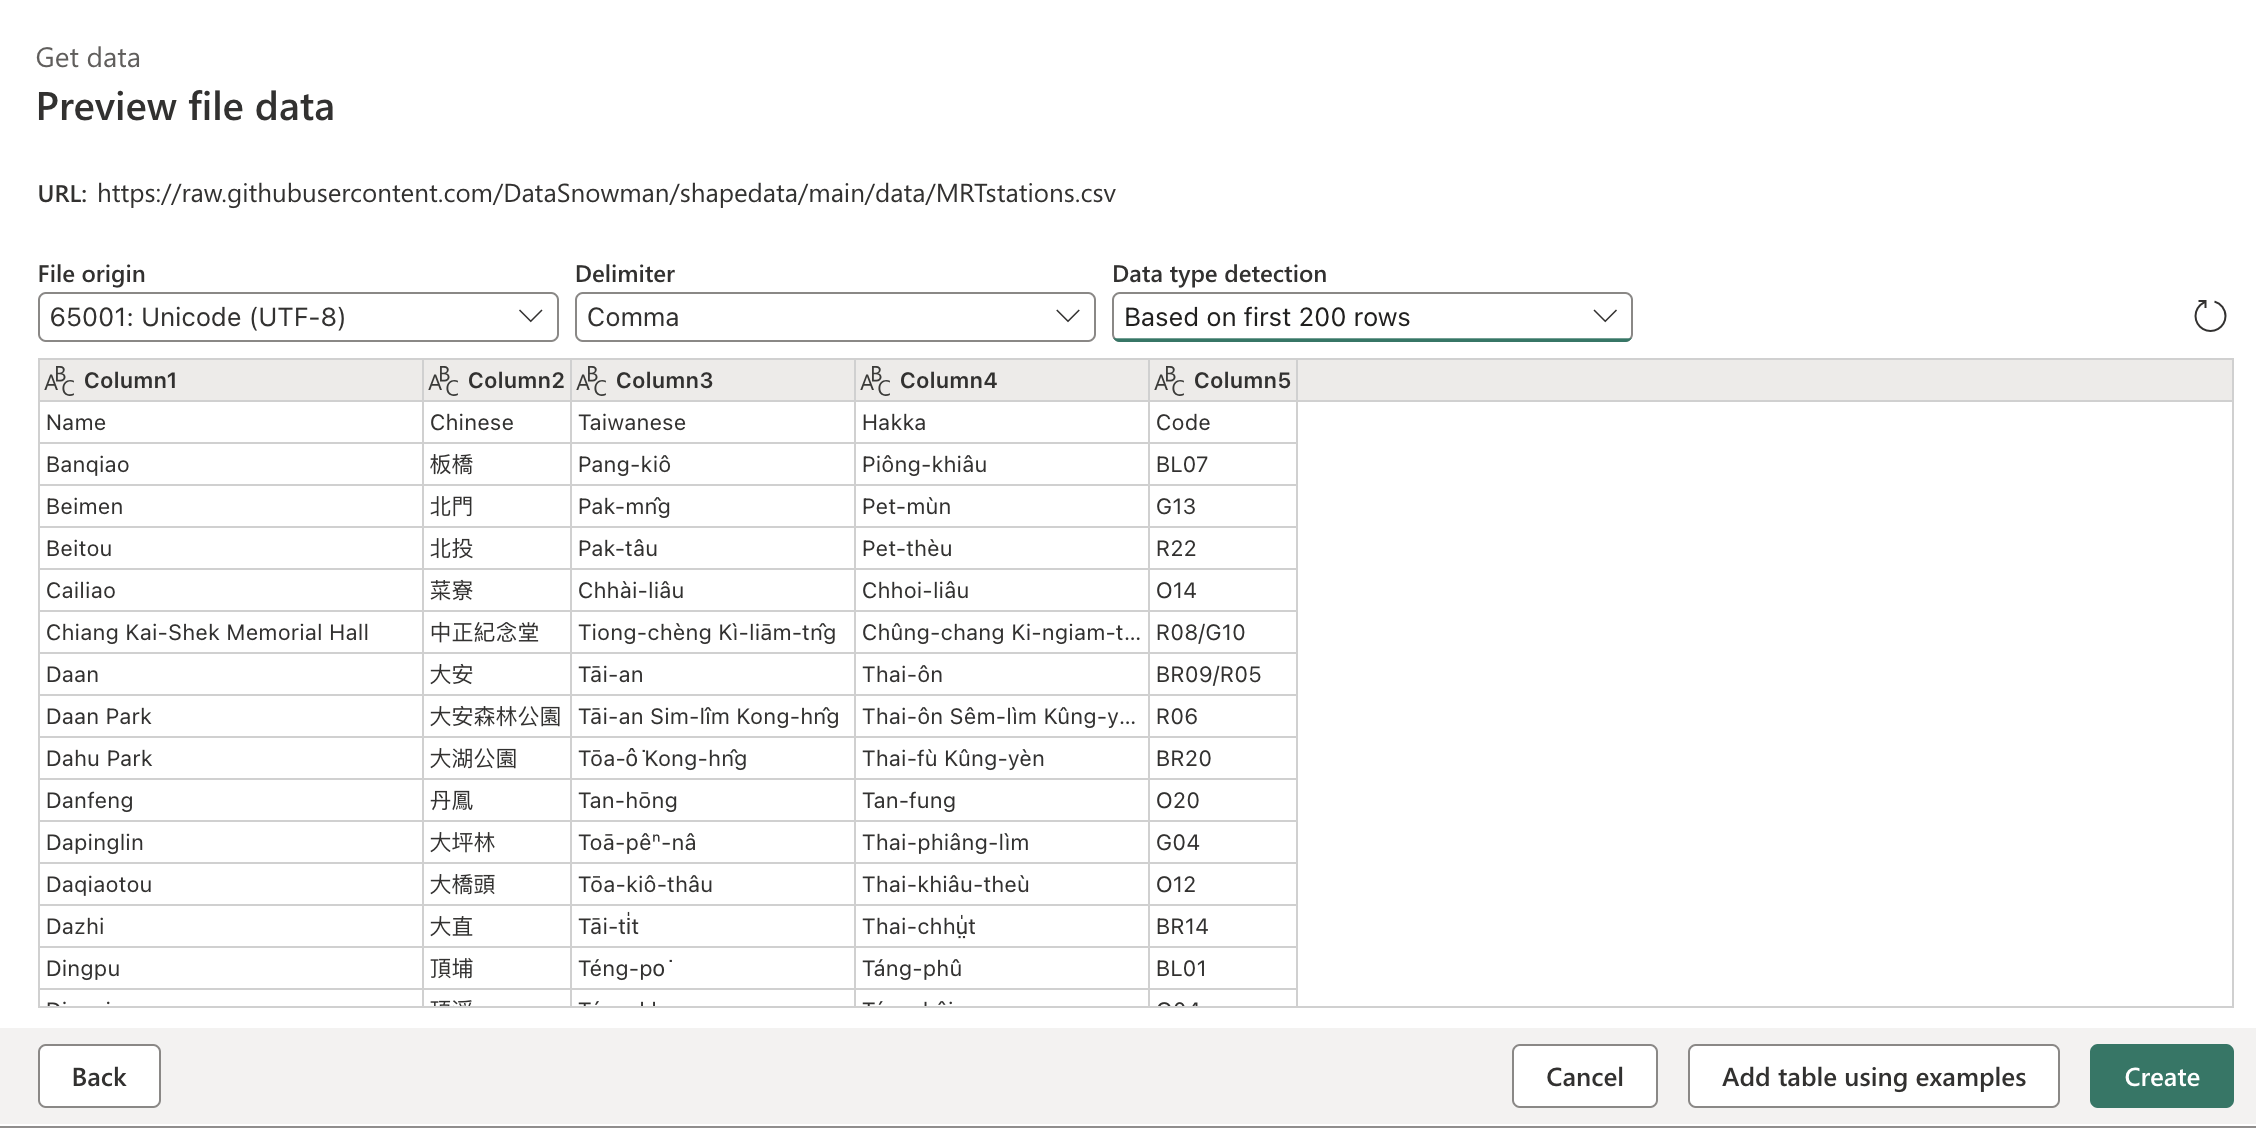 Get data
Preview file data
URL: https://raw.githubusercontent.com/DataSnowman/shapedata/main/data/MRTstations.csv
File origin Delimiter Data type detection
65001: Unicode (UTF-8) Comma Based on first 200 rows
ABC Column1 ABC Column2 ABC Column3 ABC Column4 ABC Column5
Name Chinese Taiwanese Hakka Code
Banqiao 板橋 Pang-kiô Piông-khiâu BL07
Beimen 北門 Pak-mn̂g Pet-mùn G13
Beitou 北投 Pak-tâu Pet-thèu R22
Cailiao 菜寮 Chhài-liâu Chhoi-liâu O14
Chiang Kai-Shek Memorial Hall 中正紀念堂 Tiong-chèng Kì-liām-tn̂g Chûng-chang Ki-ngiam-t... R08/G10
Daan 大安 Tāi-an Thai-ôn BR09/R05
Daan Park 大安森林公園 Tāi-an Sim-lîm Kong-hn̂g Thai-ôn Sêm-lìm Kûng-y... R06
Dahu Park 大湖公園 Tōa-ô͘ Kong-hn̂g Thai-fù Kûng-yèn BR20
Danfeng 丹鳳 Tan-hōng Tan-fung O20
Dapinglin 大坪林 Toā-pêⁿ-nâ Thai-phiâng-lìm G04
Daqiaotou 大橋頭 Tōa-kiô-thâu Thai-khiâu-theù O12
Dazhi 大直 Tāi-ti̍t Thai-chhṳ̍t BR14
Dingpu 頂埔 Téng-po͘ Táng-phû BL01
Back Cancel Add table using examples Create